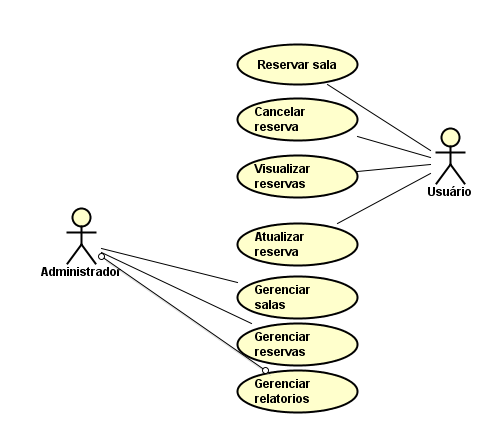 Reservar sala
Cancelar
reserva
Visualizar
reservas
Usuário
Atualizar
reserva
Administrador
Gerenciar
salas
Gerenciar
reservas
Gerenciar
relatorios